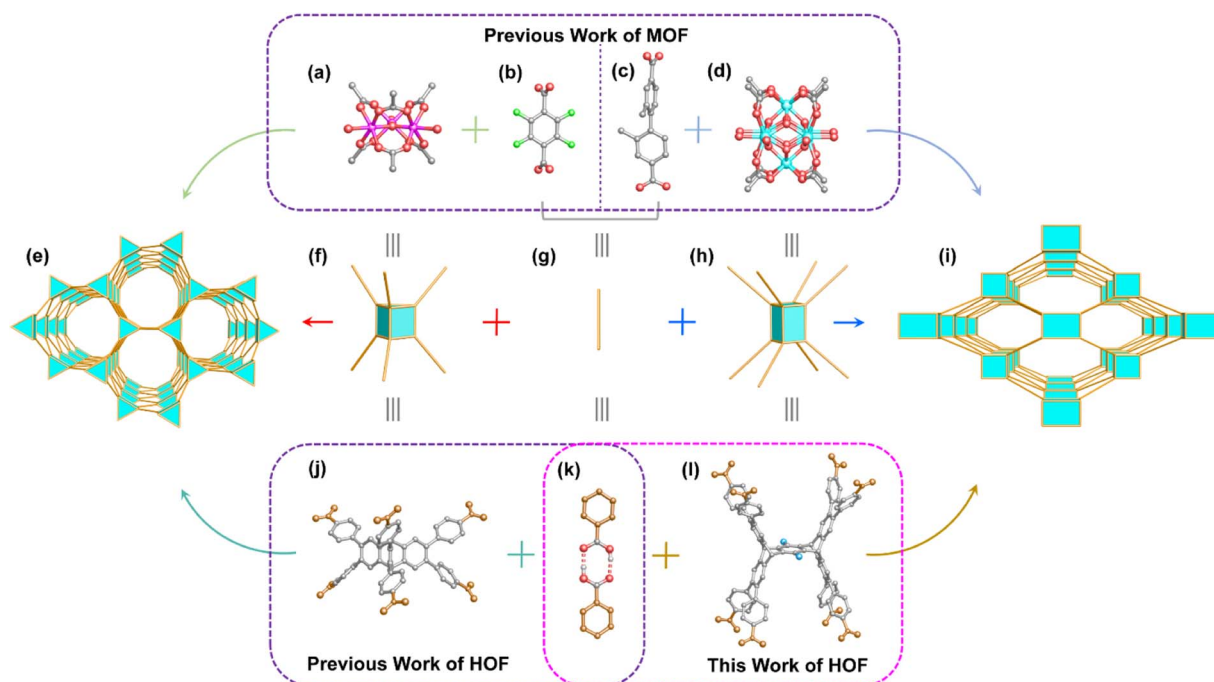 Previous Work of MOF
(a)
(b)
(c)
(d)
(e)
(f)
(g)
(h)
(i)
(j)
(k)
(l)
Previous Work of HOF
This Work of HOF